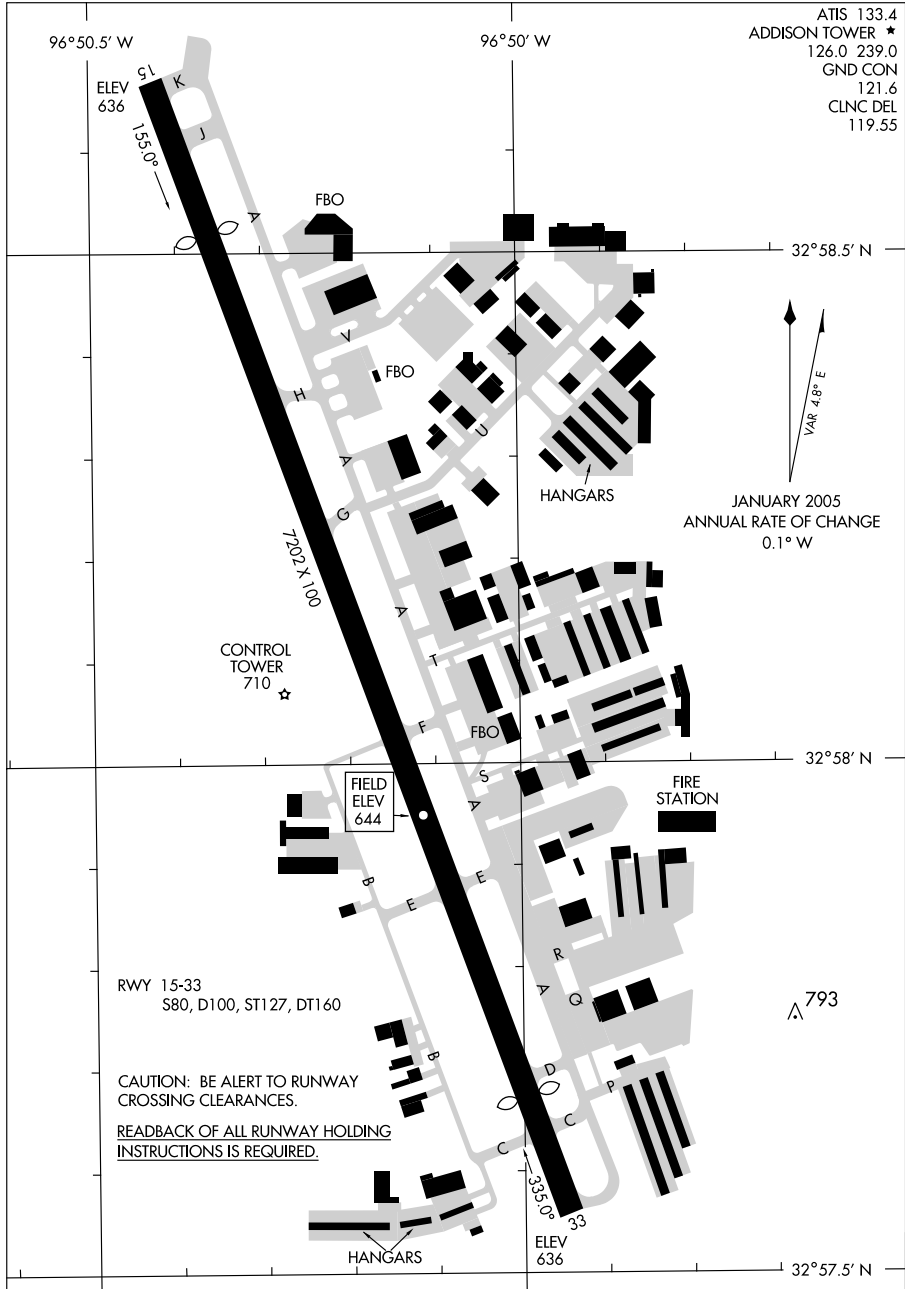 ATIS 133.4
ADDISON TOWER ★
126.0 239.0
GND CON
121.6
CLNC DEL
119.55
96°50.5' W
96°50' W
15
ELEV
636
K
J
155.0°
A
FBO
32°58.5' N
V
FBO
H
U
A
HANGARS
G
VAR 4.8° E
JANUARY 2005
ANNUAL RATE OF CHANGE
0.1° W
7202 X 100
A
CONTROL
TOWER
710
T
F
FBO
32°58' N
S
A
FIELD
ELEV
644
FIRE
STATION
B
E
E
R
A
Q
RWY 15-33
S80, D100, ST127, DT160
793
B
D
P
C
C
CAUTION: BE ALERT TO RUNWAY
CROSSING CLEARANCES.
READBACK OF ALL RUNWAY HOLDING
INSTRUCTIONS IS REQUIRED.
335.0°
33
ELEV
636
HANGARS
32°57.5' N